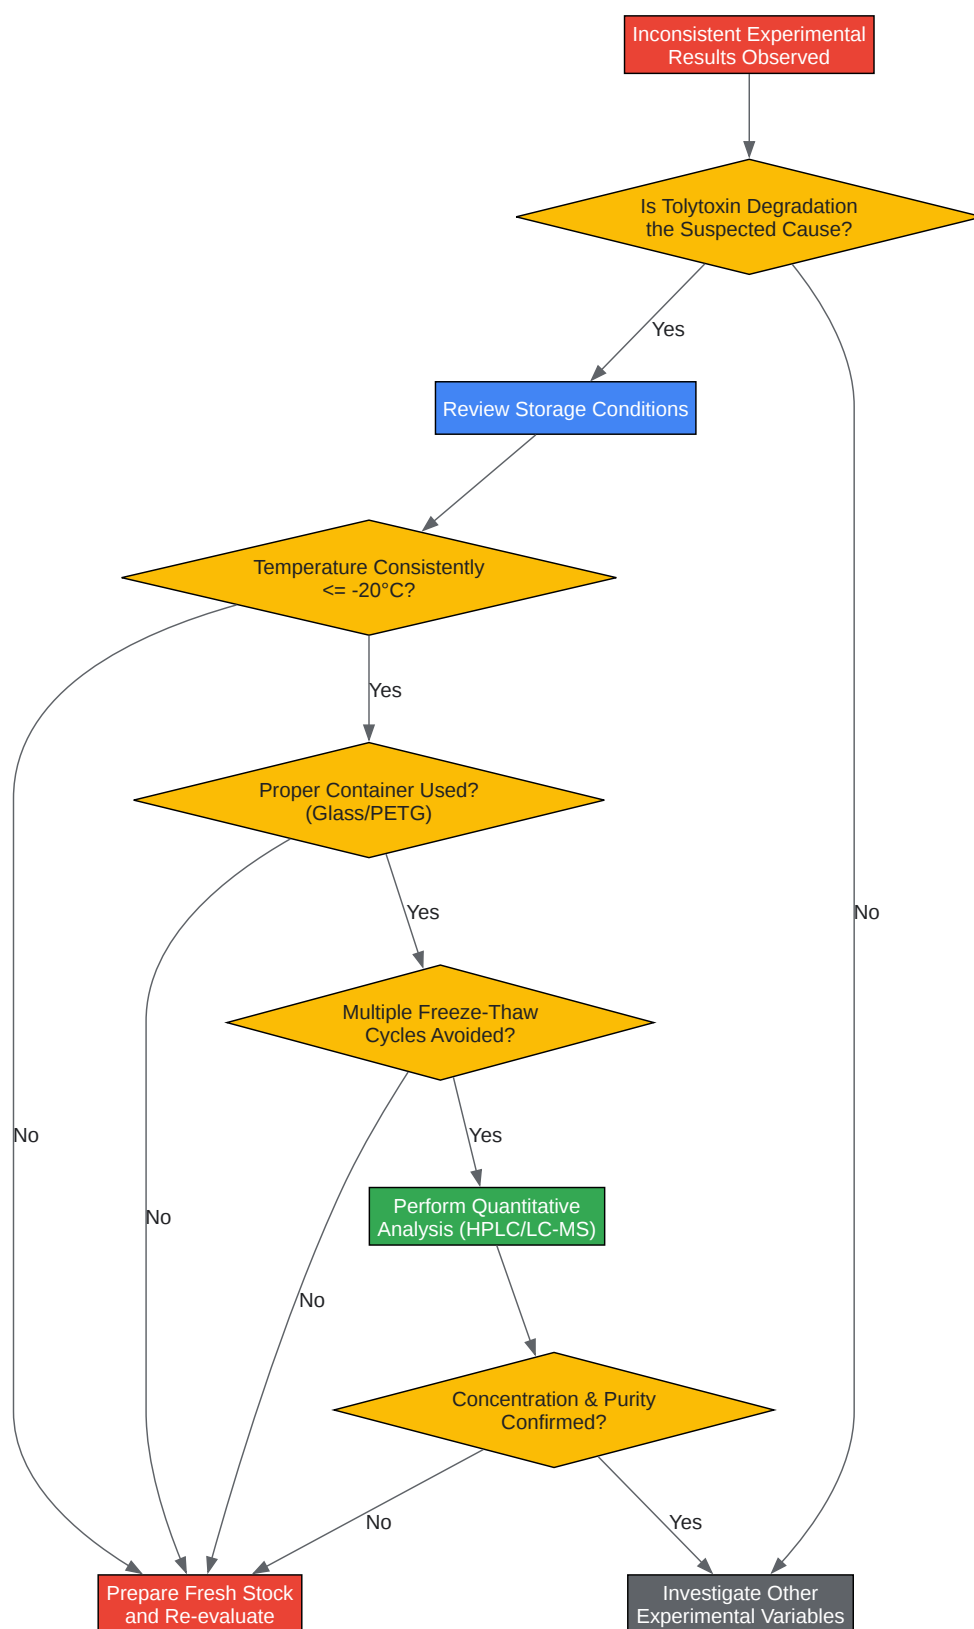 Inconsistent Experimental
Results Observed
Is Tolytoxin Degradation
the Suspected Cause?
Yes
Review Storage Conditions
Temperature Consistently
<= -20°C?
Yes
Proper Container Used?
(Glass/PETG)
Yes
No
Multiple Freeze-Thaw
Cycles Avoided?
No
Yes
Perform Quantitative
Analysis (HPLC/LC-MS)
No
No
Concentration & Purity
Confirmed?
No
Yes
Prepare Fresh Stock
and Re-evaluate
Investigate Other
Experimental Variables